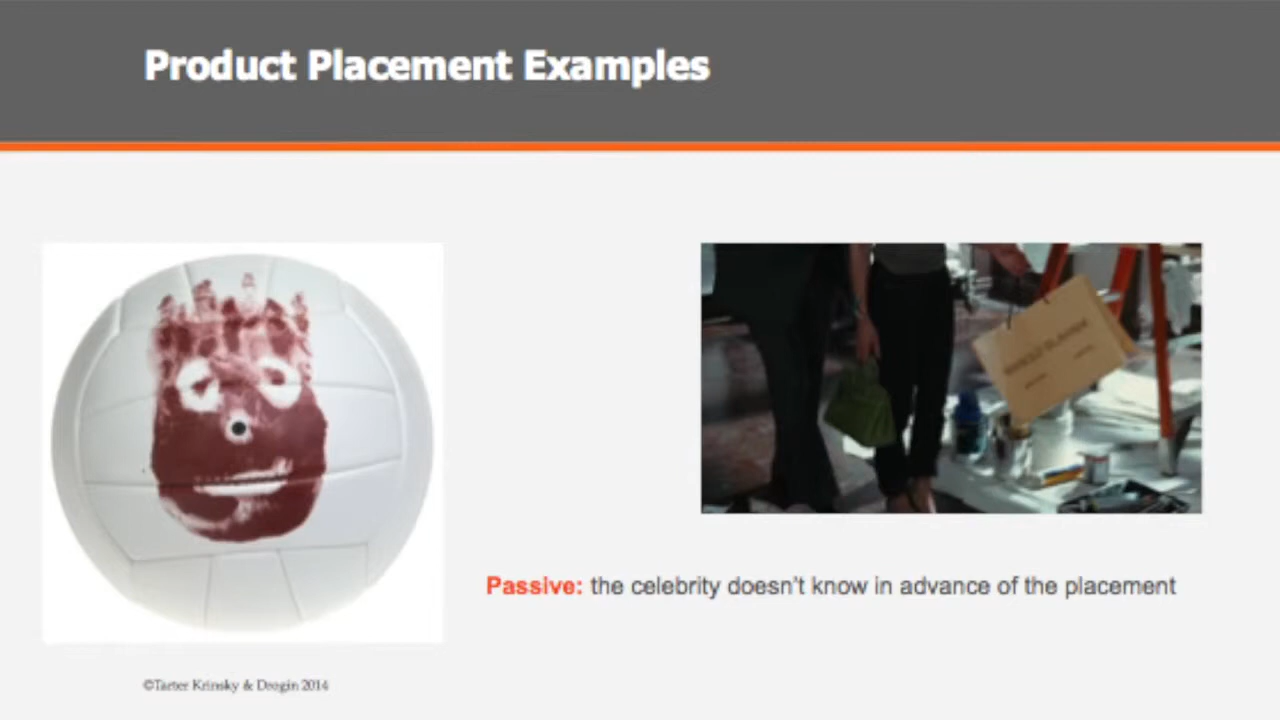 Product Placement Examples
Passive: the celebrity doesn't know in advance of the placement
©Tarter Krinsky & Drogin 2014